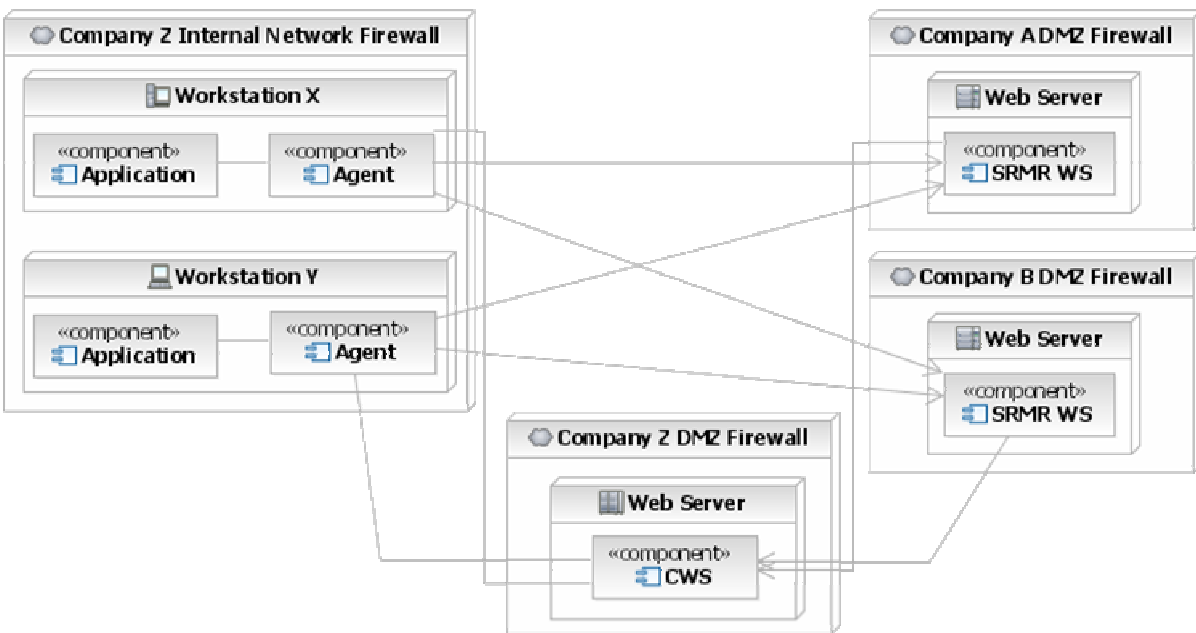 Company Z Internal Network Firewall
Workstation X
«component»
Application
«component»
Agent
Workstation Y
«component»
Application
«component»
Agent
Company A DMZ Firewall
Web Server
«component»
SRMR WS
Company B DMZ Firewall
Web Server
«component»
SRMR WS
Company Z DMZ Firewall
Web Server
«component»
CWS